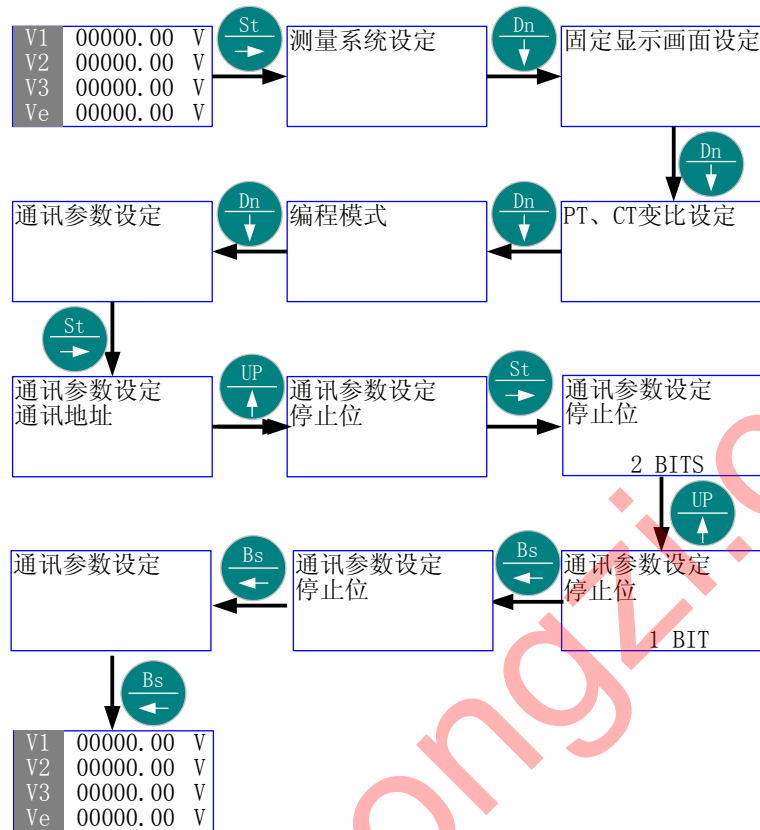 V1 00000.00 V
V2 00000.00 V
V3 00000.00 V
Ve 00000.00 V
St
测量系统设定
Dn
固定显示画面设定
Dn
PT、CT变比设定
Dn
编程模式
Dn
通讯参数设定
St
通讯参数设定
通讯地址
UP
通讯参数设定
停止位
St
通讯参数设定
停止位
2 BITS
UP
通讯参数设定
停止位
1 BIT
Bs
通讯参数设定
停止位
Bs
通讯参数设定
Bs
V1 00000.00 V
V2 00000.00 V
V3 00000.00 V
Ve 00000.00 V
ongzi.c